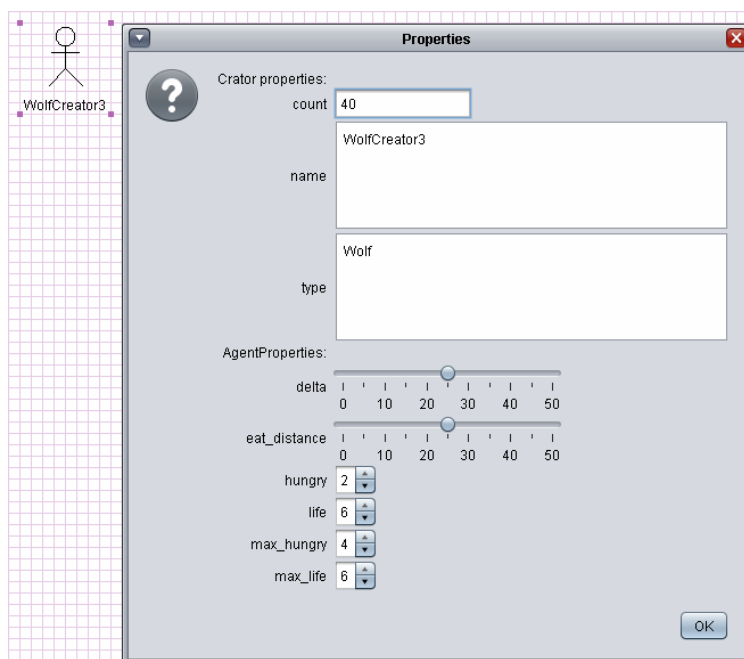 Properties
WolfCreator3
?
Crator properties:
count 40
name WolfCreator3
type Wolf
AgentProperties:
delta
0 10 20 30 40 50
eat_distance
0 10 20 30 40 50
hungry 2
life 6
max_hungry 4
max_life 6
OK